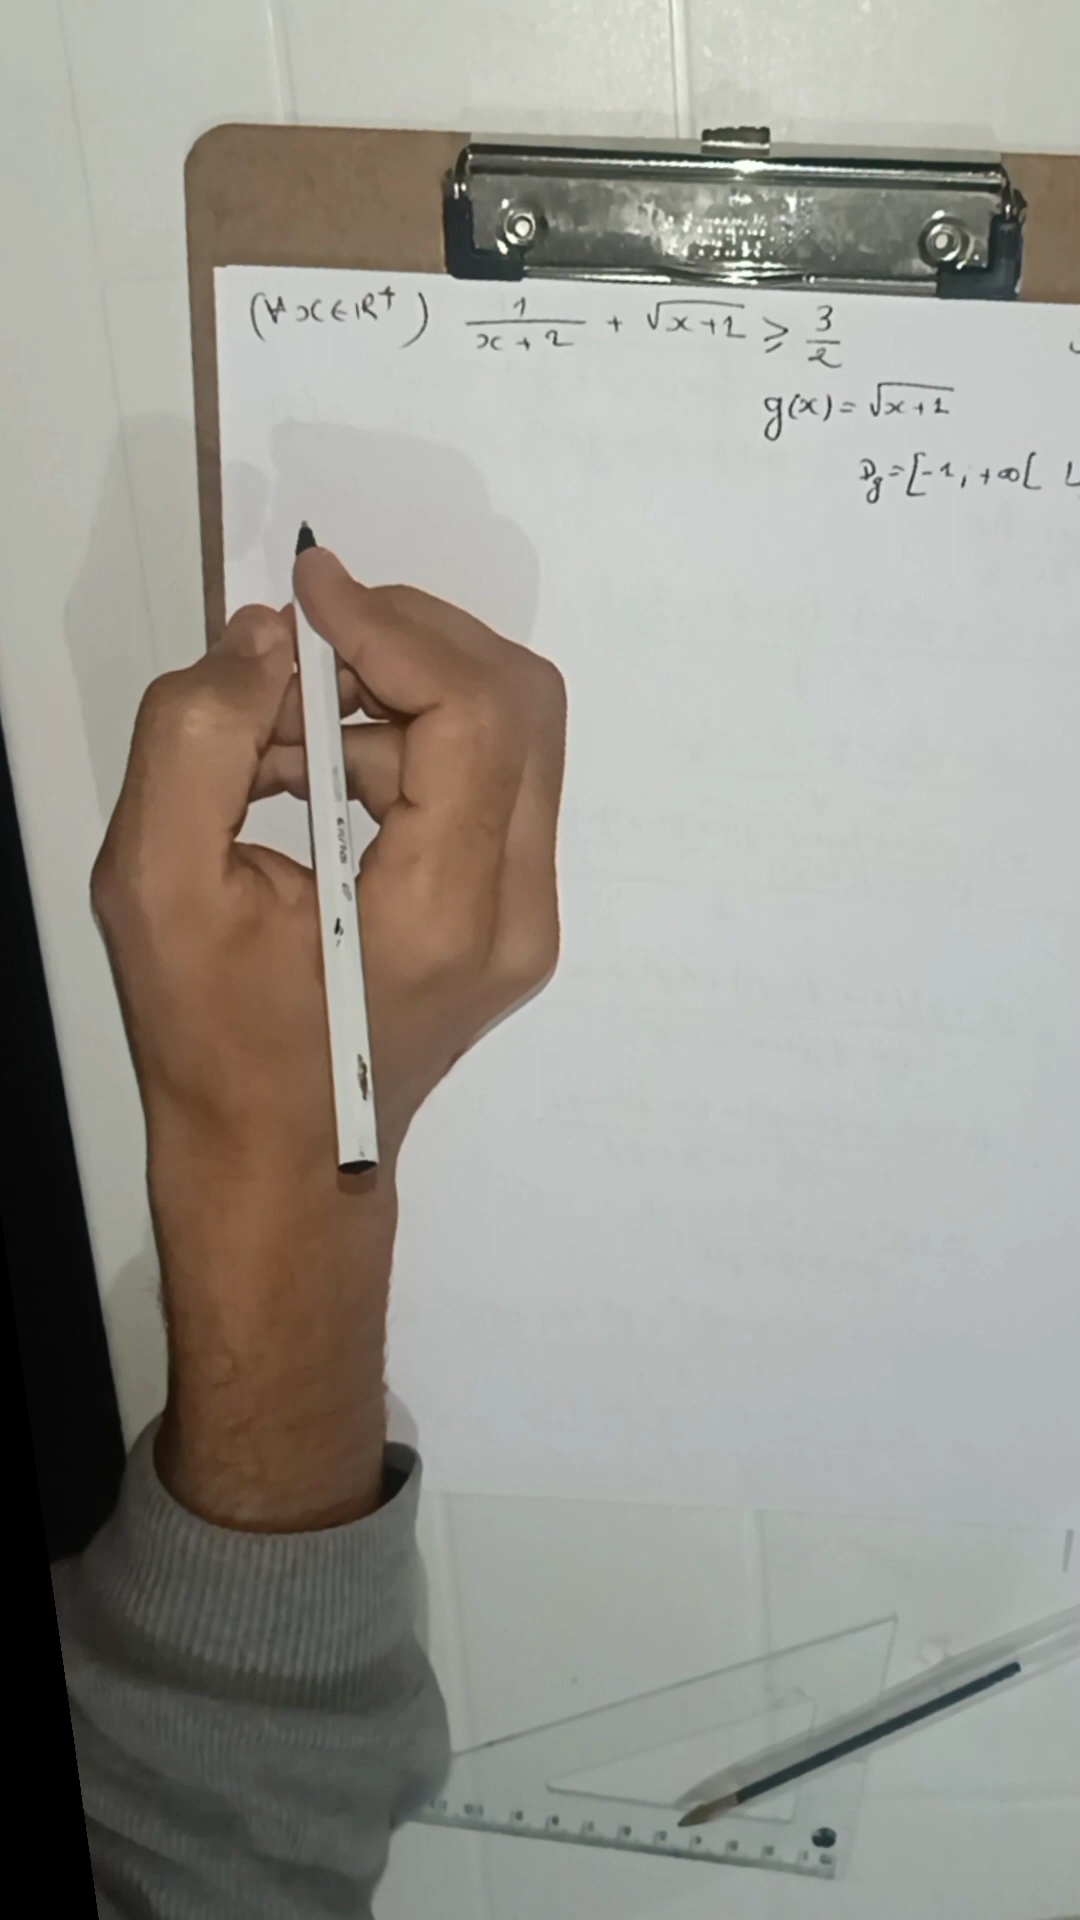 (∀x∈ℝ⁺) 1/(x+2) + √(x+1) ≥ 3/2
g(x) = √(x+1)
D_g = [-1, +∞[